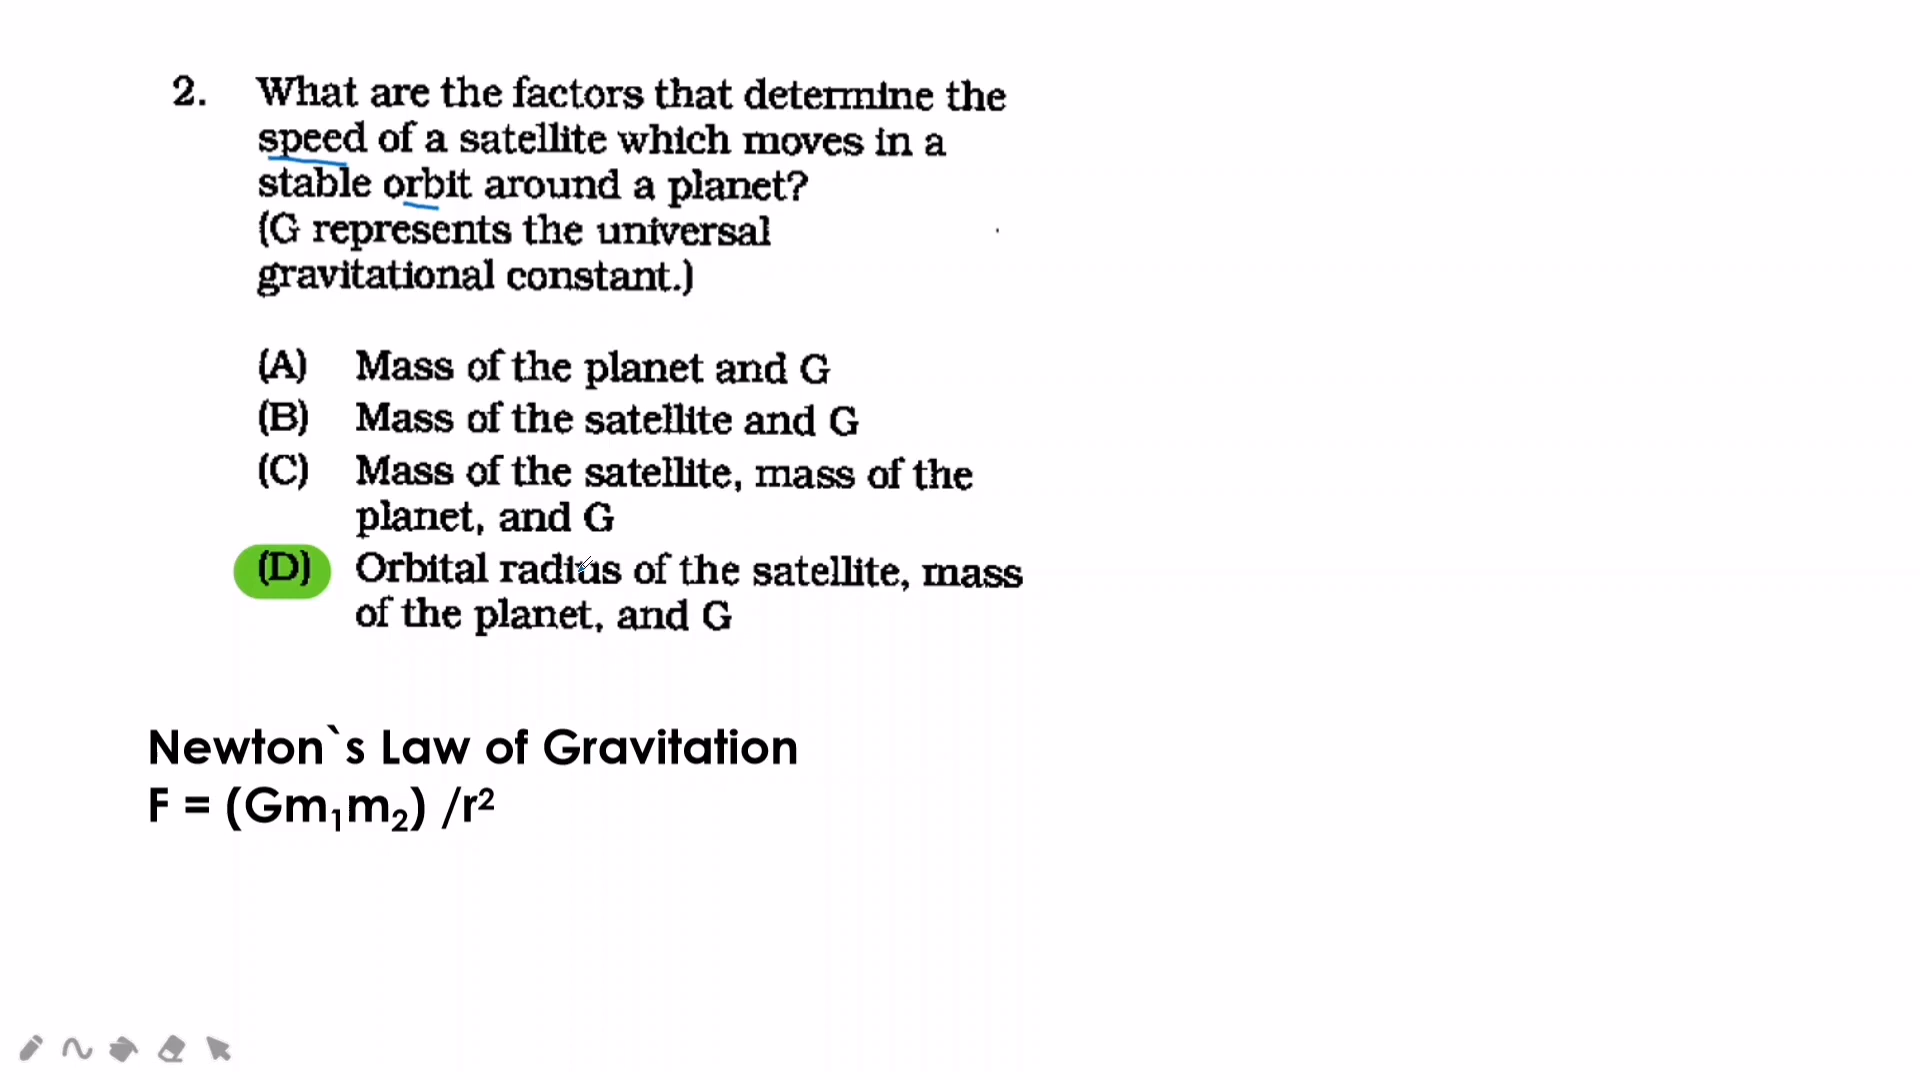 2. What are the factors that determine the
speed of a satellite which moves in a
stable orbit around a planet?
(G represents the universal
gravitational constant.)
(A) Mass of the planet and G
(B) Mass of the satellite and G
(C) Mass of the satellite, mass of the
planet, and G
(D) Orbital radius of the satellite, mass
of the planet, and G
Newton`s Law of Gravitation
F = (Gm₁m₂) /r²